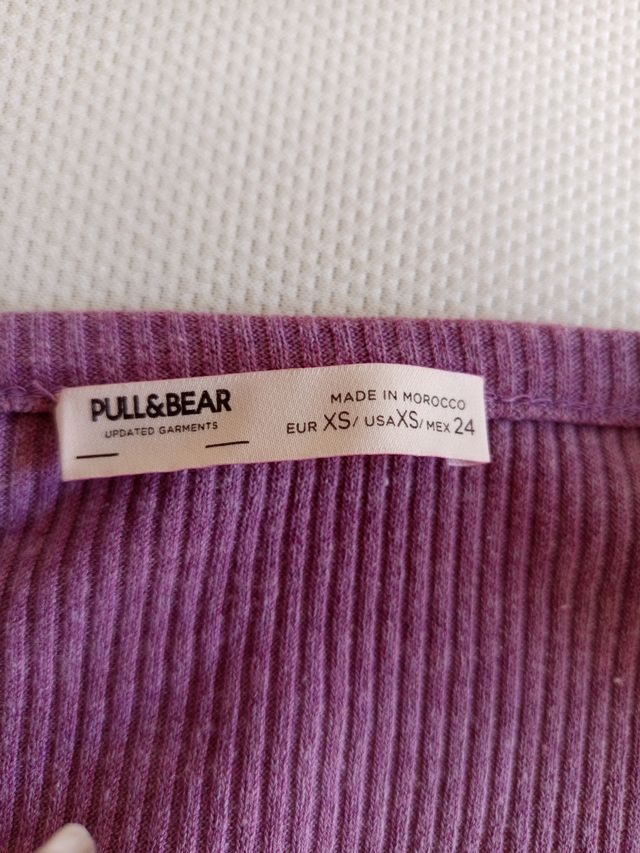 PULL&BEAR
UPDATED GARMENTS
MADE IN MOROCCO
EUR XS/ USA XS/ MEX 24